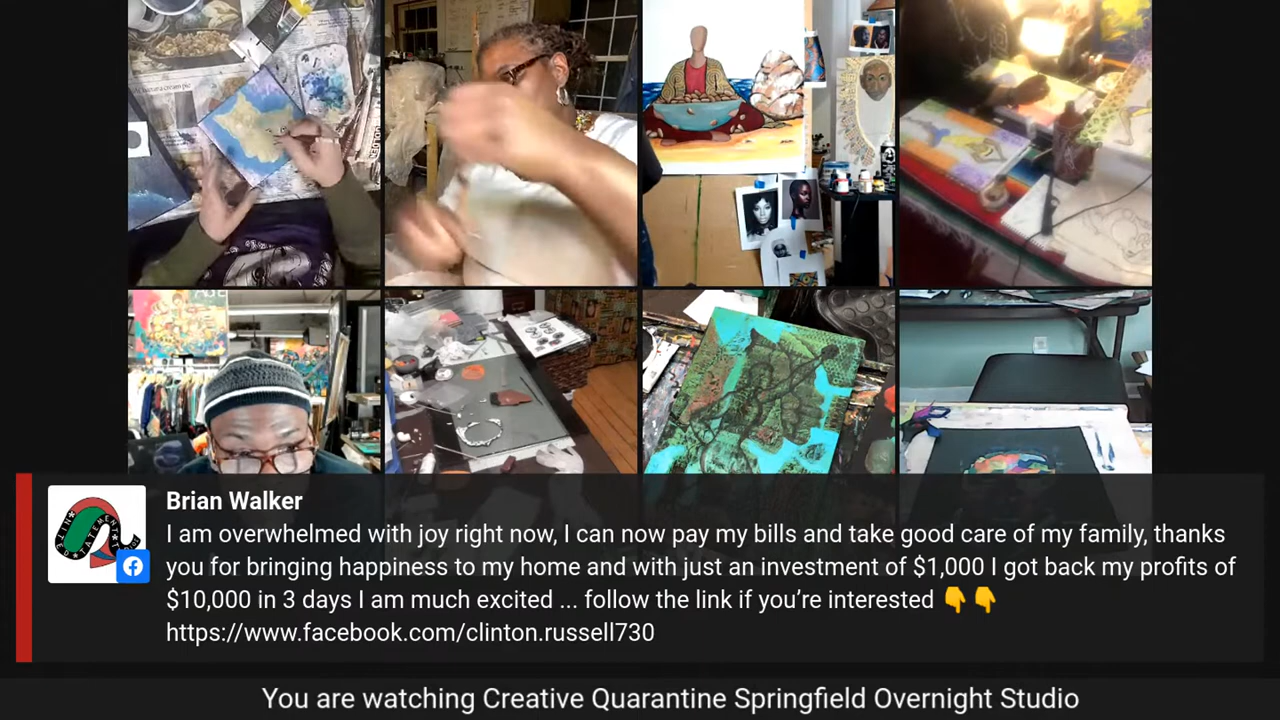 Brian Walker
I am overwhelmed with joy right now, I can now pay my bills and take good care of my family, thanks
you for bringing happiness to my home and with just an investment of $1,000 I got back my profits of
$10,000 in 3 days I am much excited ... follow the link if you’re interested 👇👇
https://www.facebook.com/clinton.russell730
You are watching Creative Quarantine Springfield Overnight Studio